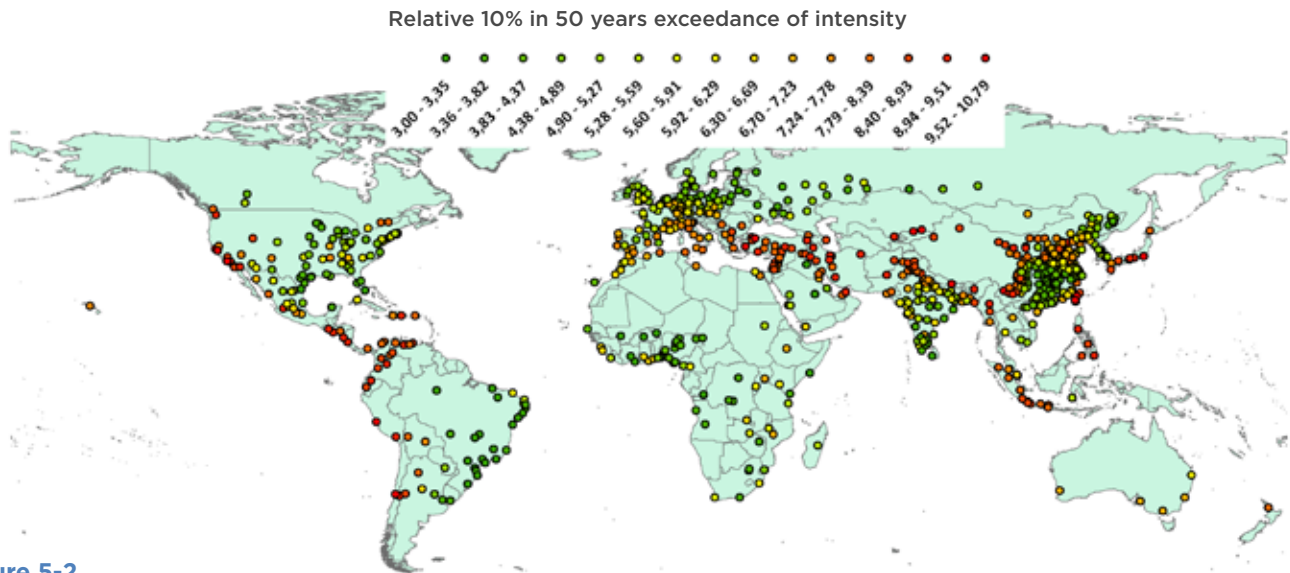 Relative 10% in 50 years exceedance of intensity
3,00 - 3,35
3,36 - 3,82
3,83 - 4,37
4,38 - 4,89
4,90 - 5,27
5,28 - 5,59
5,60 - 5,91
5,92 - 6,29
6,30 - 6,69
6,70 - 7,23
7,24 - 7,78
7,79 - 8,39
8,40 - 8,93
8,94 - 9,51
9,52 - 10,79
ure 5-2